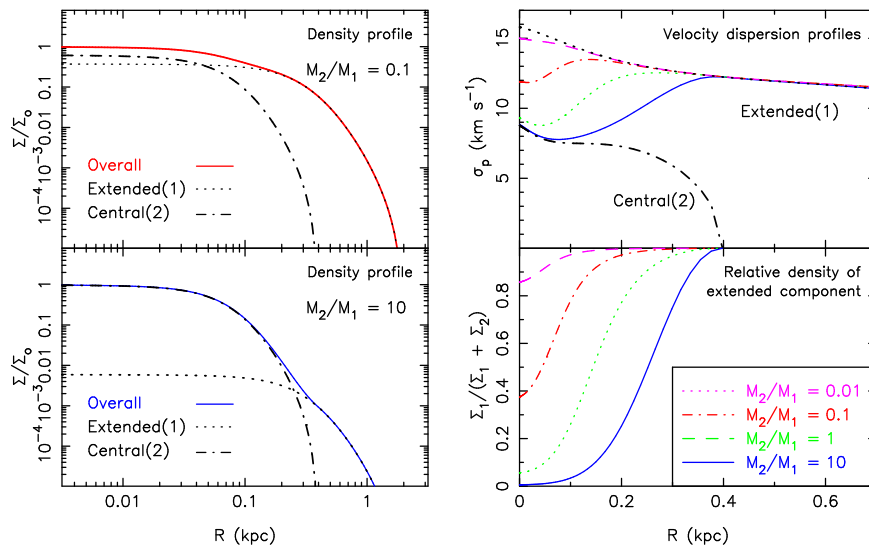 Density profile
M₂/M₁ = 0.1
Σ/Σₒ
1
0.1
0.01
10⁻³
10⁻⁴
Overall
Extended(1)
Central(2)
Density profile
M₂/M₁ = 10
Σ/Σₒ
1
0.1
0.01
10⁻³
10⁻⁴
Overall
Extended(1)
Central(2)
0.01
0.1
1
R (kpc)
Velocity dispersion profiles
σₚ (km s⁻¹)
15
10
5
0
Extended(1)
Central(2)
Relative density of
extended component
Σ₁/(Σ₁ + Σ₂)
0.8
0.6
0.4
0.2
0
M₂/M₁ = 0.01
M₂/M₁ = 0.1
M₂/M₁ = 1
M₂/M₁ = 10
0
0.2
0.4
0.6
R (kpc)